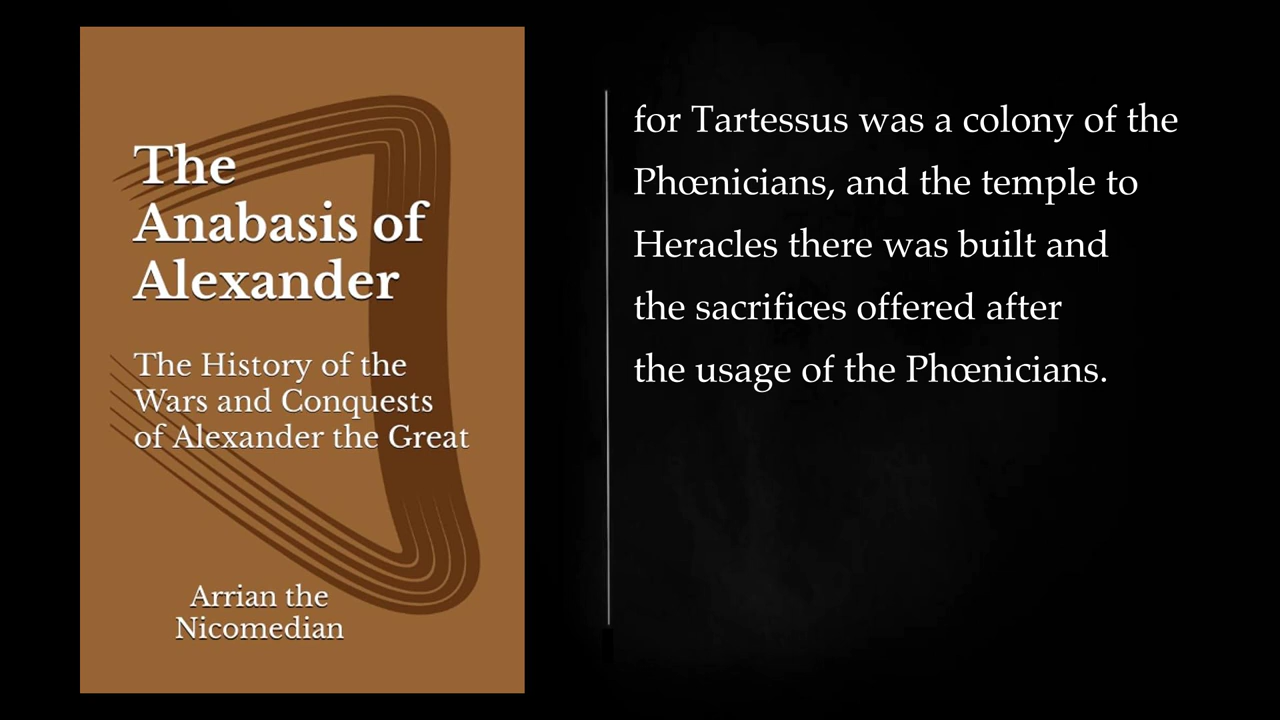 The
Anabasis of
Alexander
The History of the
Wars and Conquests
of Alexander the Great
Arrian the
Nicomedian
for Tartessus was a colony of the
Phœnicians, and the temple to
Heracles there was built and
the sacrifices offered after
the usage of the Phœnicians.